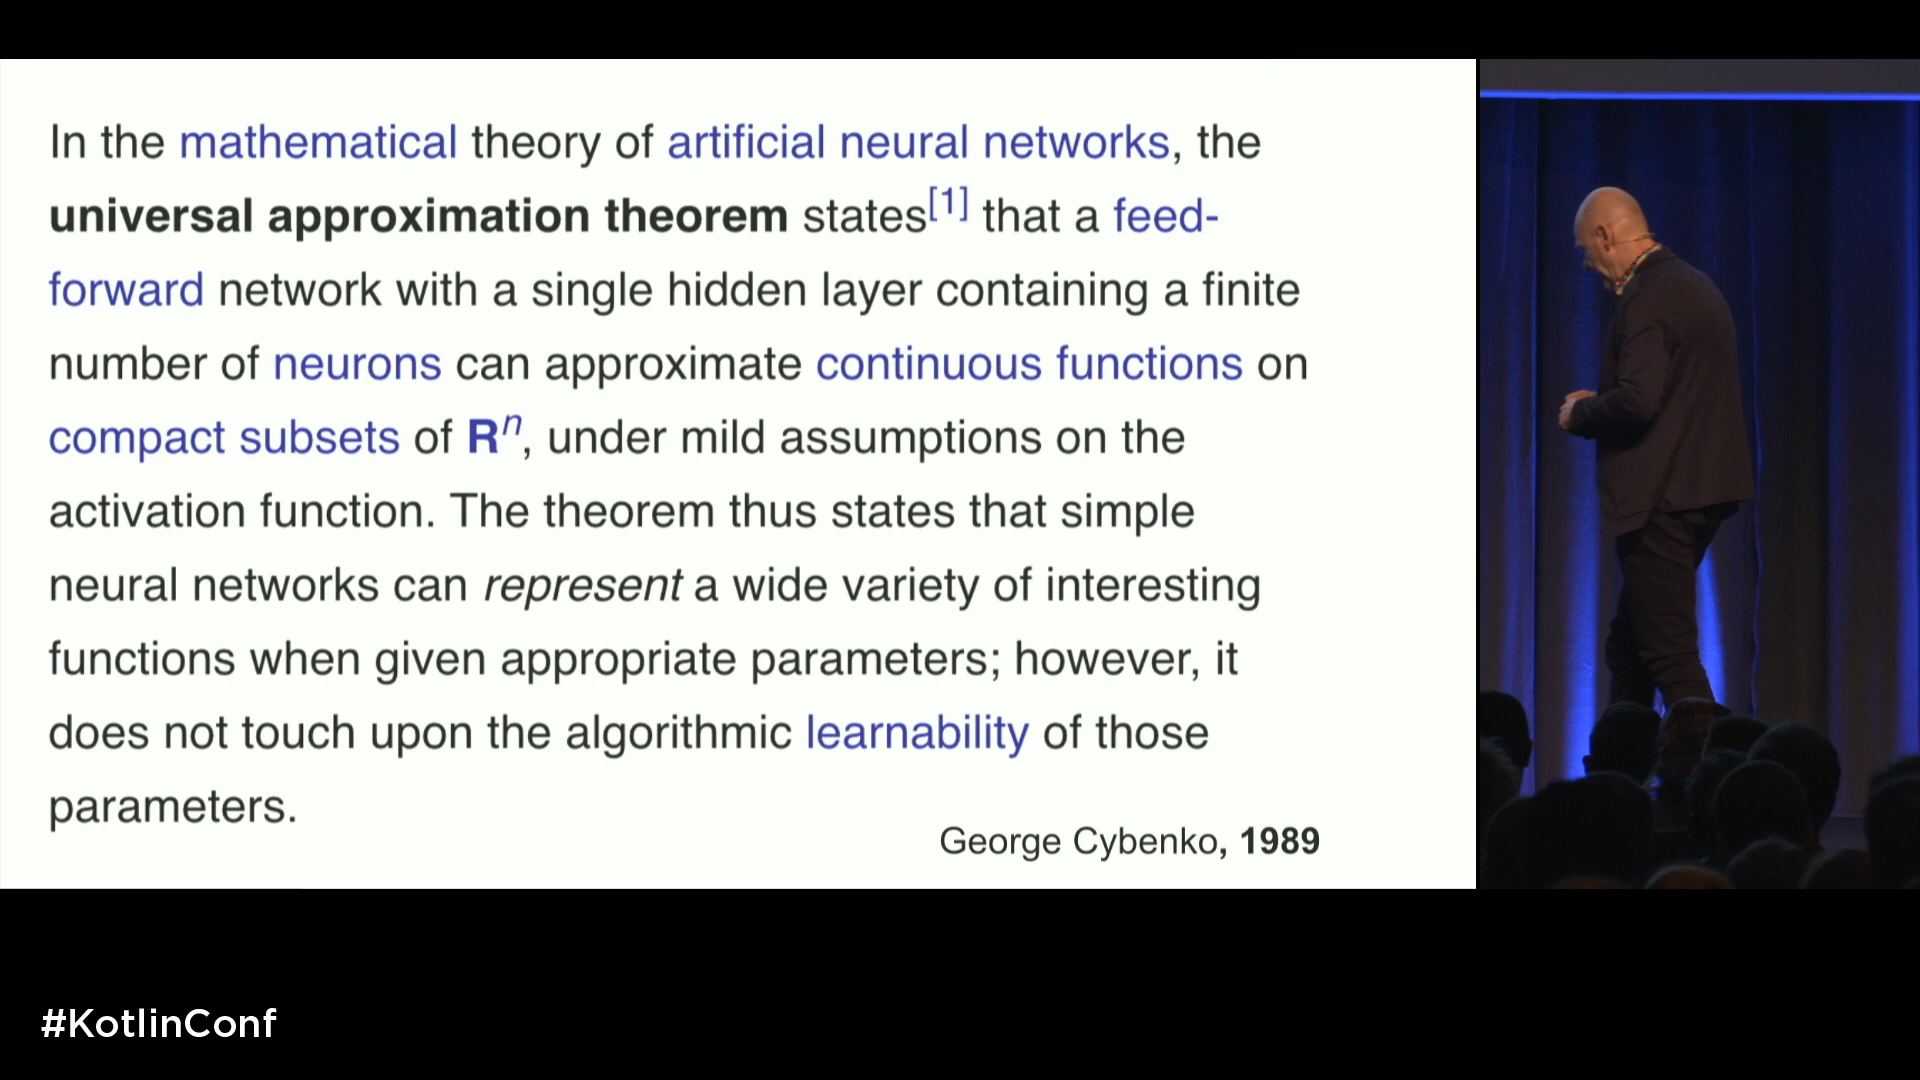 In the mathematical theory of artificial neural networks, the
universal approximation theorem states[1] that a feed-
forward network with a single hidden layer containing a finite
number of neurons can approximate continuous functions on
compact subsets of Rⁿ, under mild assumptions on the
activation function. The theorem thus states that simple
neural networks can represent a wide variety of interesting
functions when given appropriate parameters; however, it
does not touch upon the algorithmic learnability of those
parameters.
George Cybenko, 1989
#KotlinConf